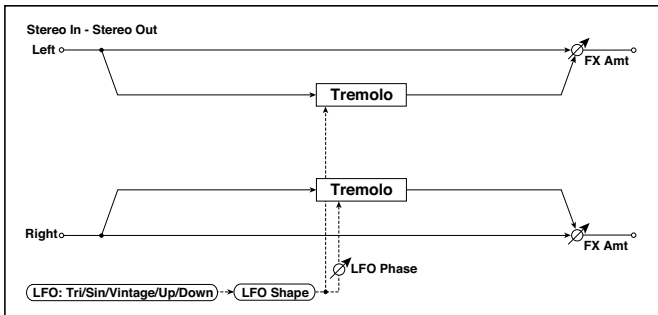 Stereo In - Stereo Out
Left
FX Amt
Tremolo
Tremolo
Right
FX Amt
LFO Phase
LFO: Tri/Sin/Vintage/Up/Down
LFO Shape